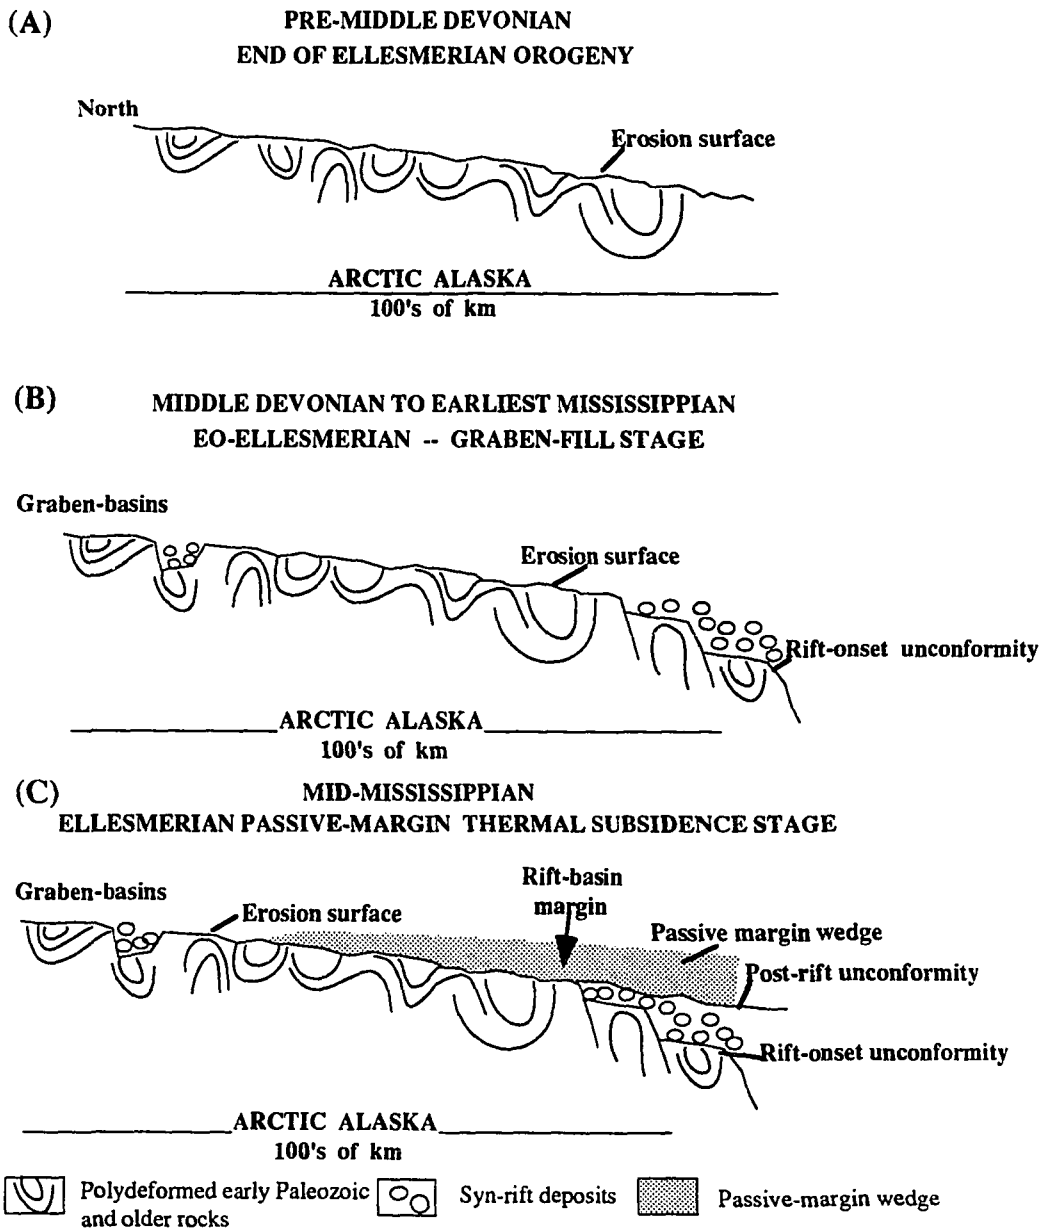 (A)
PRE-MIDDLE DEVONIAN
END OF ELLESMERIAN OROGENY
North
Erosion surface
ARCTIC ALASKA
100's of km
(B)
MIDDLE DEVONIAN TO EARLIEST MISSISSIPPIAN
EO-ELLESMERIAN -- GRABEN-FILL STAGE
Graben-basins
Erosion surface
Rift-onset unconformity
ARCTIC ALASKA
100's of km
(C)
MID-MISSISSIPPIAN
ELLESMERIAN PASSIVE-MARGIN THERMAL SUBSIDENCE STAGE
Graben-basins
Erosion surface
Rift-basin
margin
Passive margin wedge
Post-rift unconformity
Rift-onset unconformity
ARCTIC ALASKA
100's of km
Polydeformed early Paleozoic
and older rocks
Syn-rift deposits
Passive-margin wedge